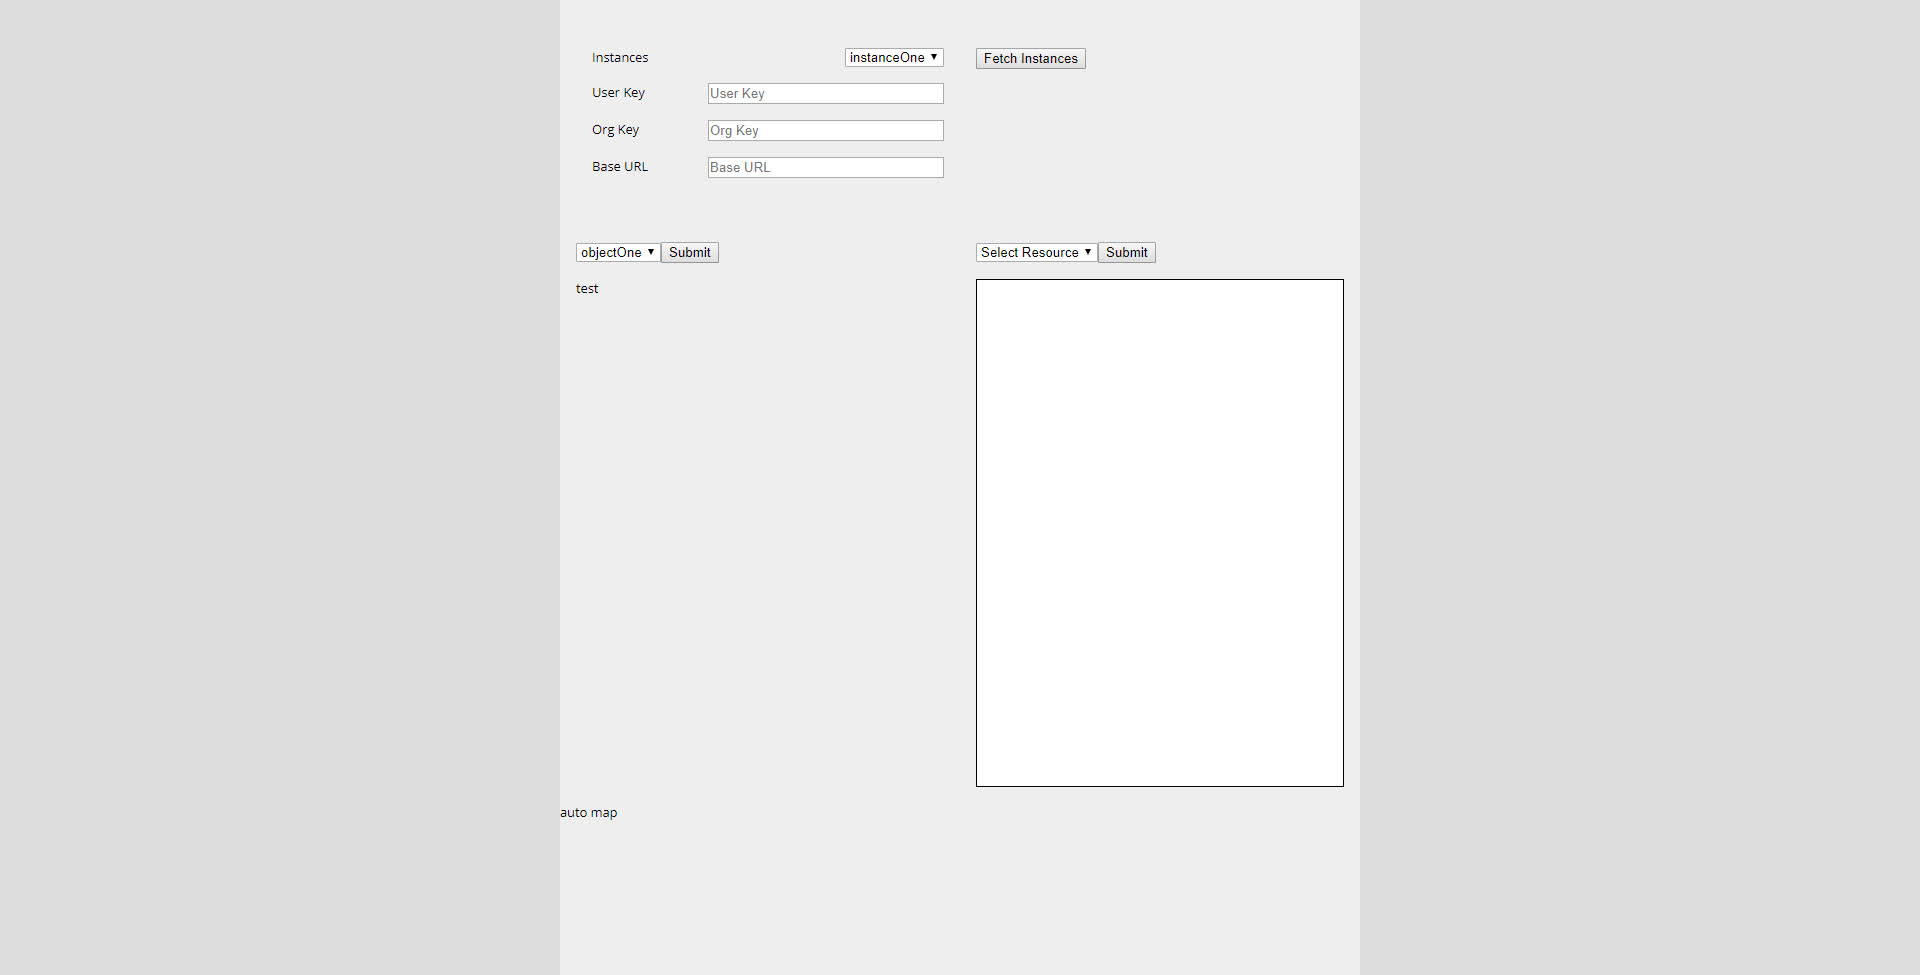 Instances instanceOne Fetch Instances
User Key User Key
Org Key Org Key
Base URL Base URL
objectOne Submit Select Resource Submit
test
auto map